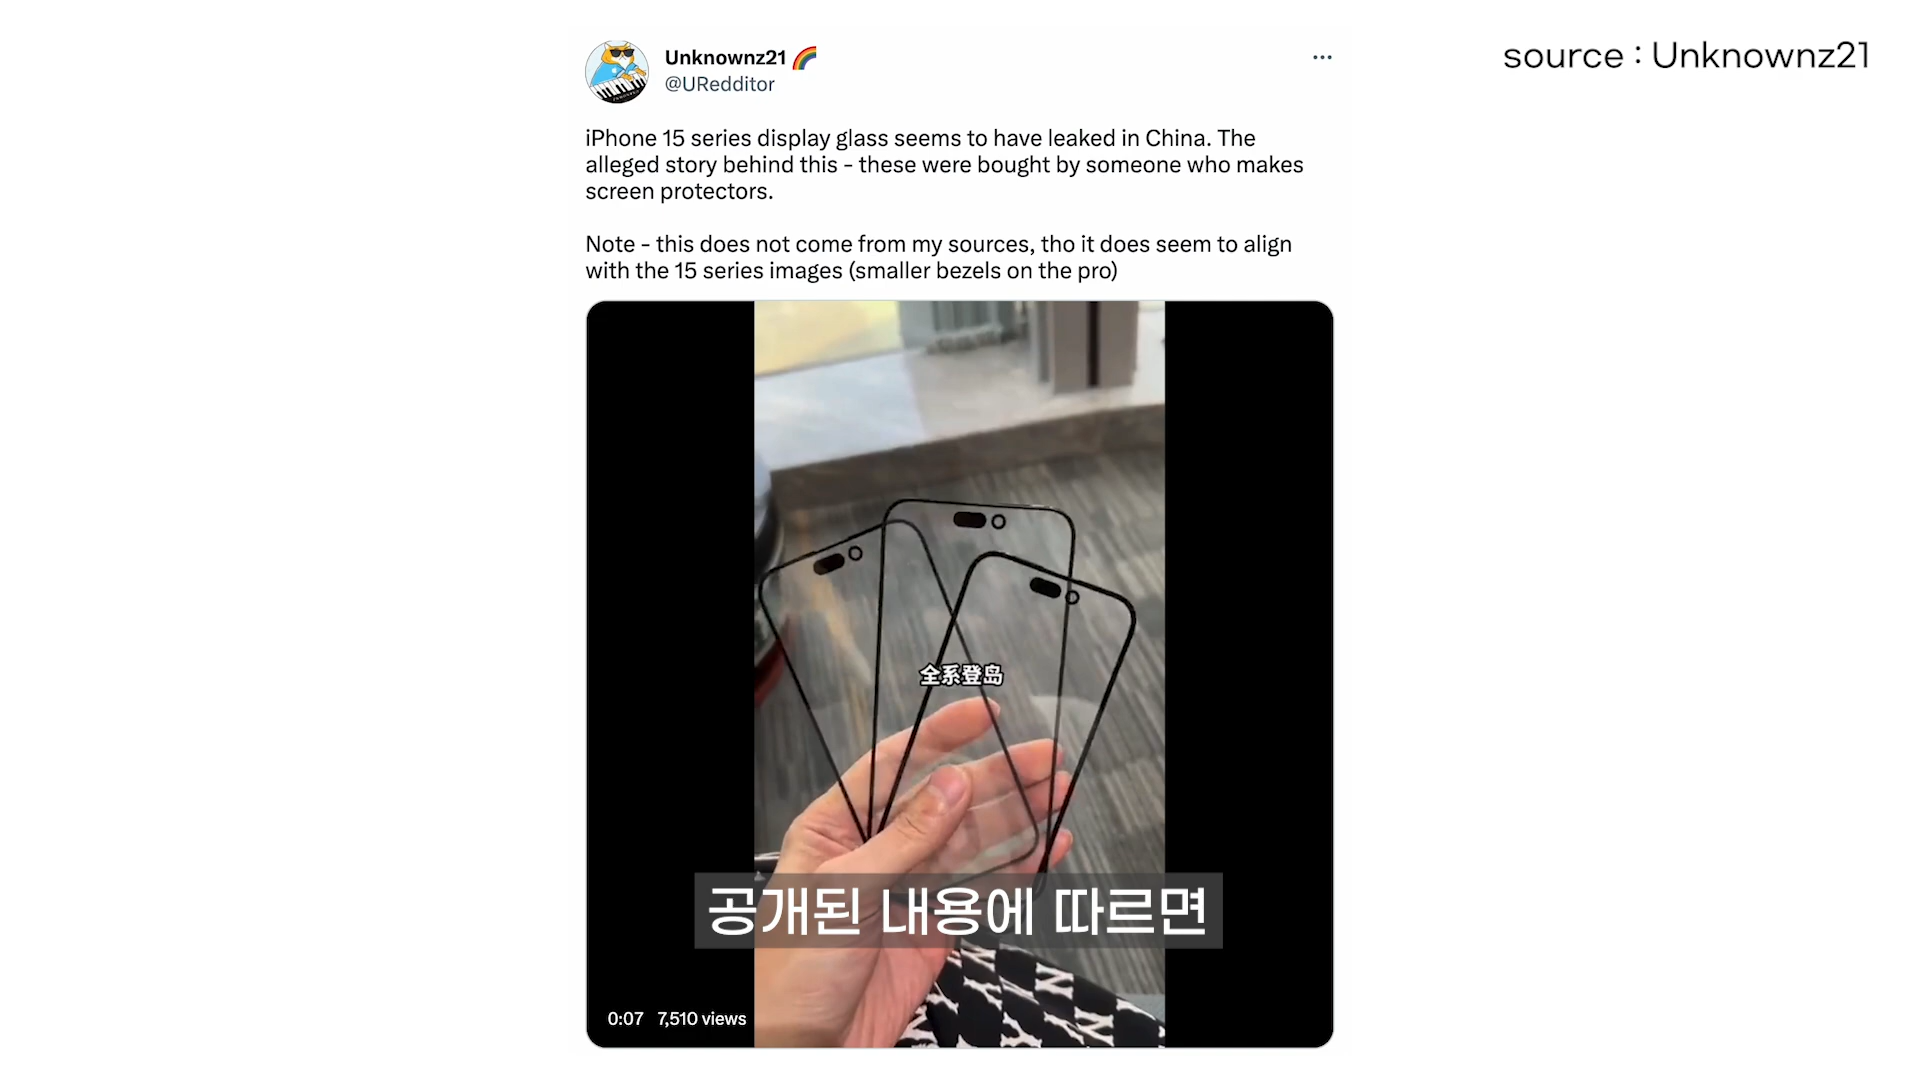 Unknownz21 🌈
@URedditor
source : Unknownz21
iPhone 15 series display glass seems to have leaked in China. The
alleged story behind this - these were bought by someone who makes
screen protectors.
Note - this does not come from my sources, tho it does seem to align
with the 15 series images (smaller bezels on the pro)
全系登岛
공개된 내용에 따르면
0:07 7,510 views